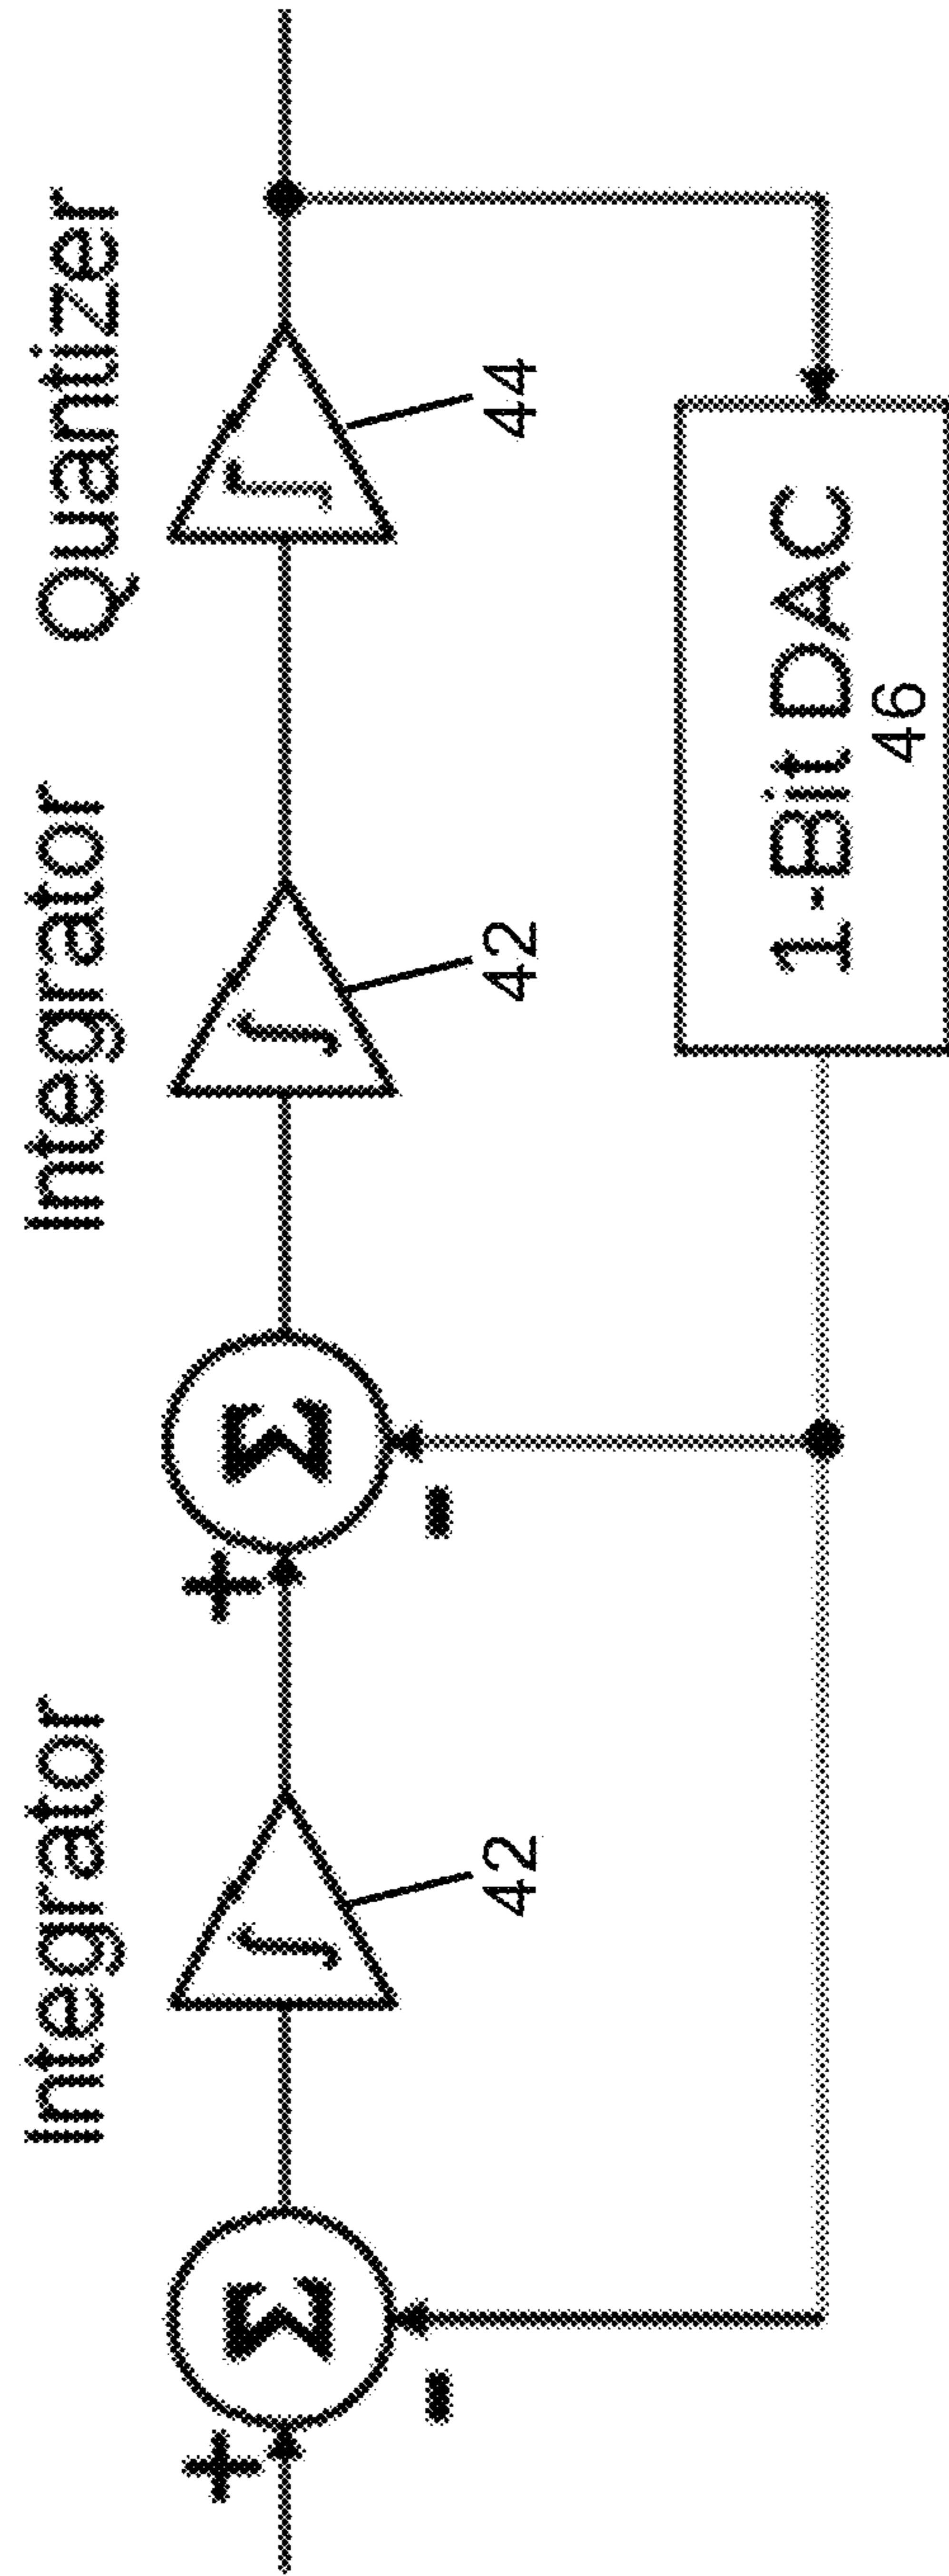 Integrator
Integrator
Quantizer
+
Σ
-
∫
42
+
Σ
-
∫
42
∫
44
1-Bit DAC
46